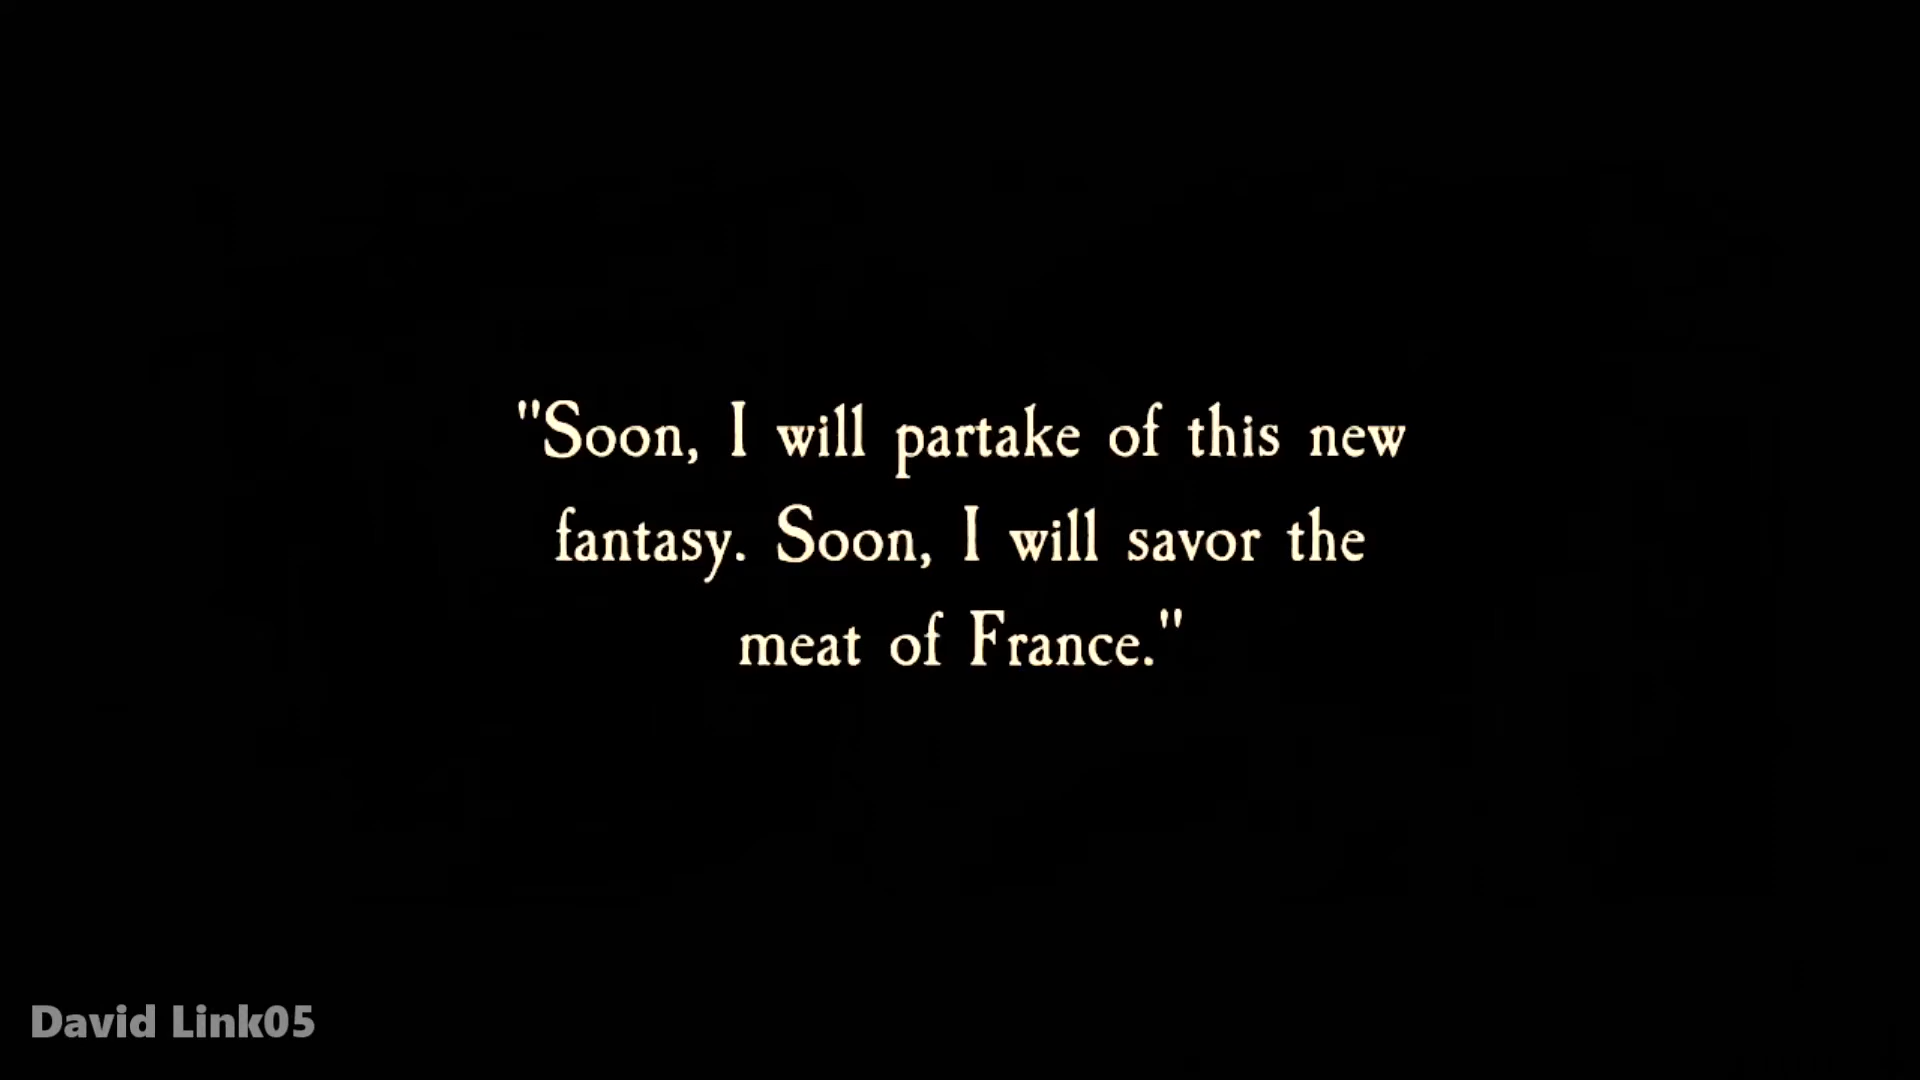 "Soon, I will partake of this new
fantasy. Soon, I will savor the
meat of France."
David Link05